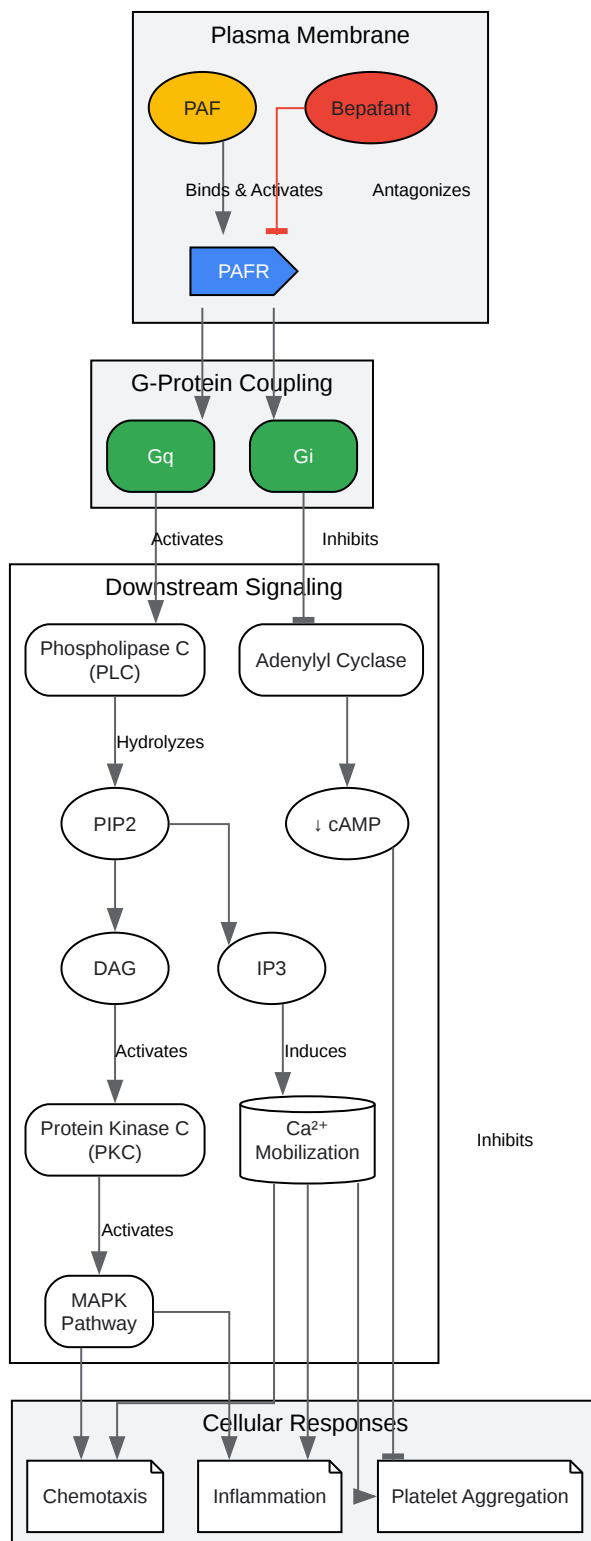 Plasma Membrane
PAF
Bepafant
Binds & Activates
Antagonizes
PAFR
G-Protein Coupling
Gq
Gi
Activates
Inhibits
Downstream Signaling
Phospholipase C
(PLC)
Adenylyl Cyclase
Hydrolyzes
PIP2
↓ cAMP
DAG
IP3
Activates
Induces
Protein Kinase C
(PKC)
Ca²⁺
Mobilization
Inhibits
Activates
MAPK
Pathway
Cellular Responses
Chemotaxis
Inflammation
Platelet Aggregation